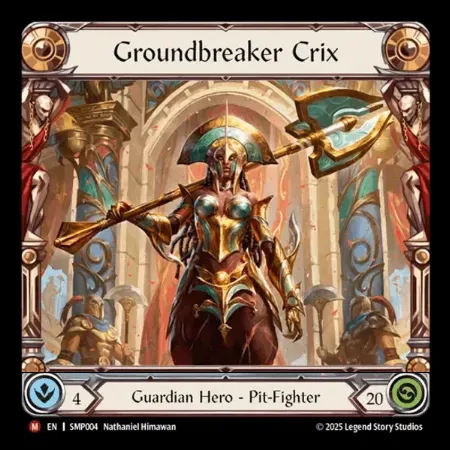 Groundbreaker Crix
4 Guardian Hero - Pit-Fighter 20
M EN | SMP004 Nathaniel Himawan © 2025 Legend Story Studios